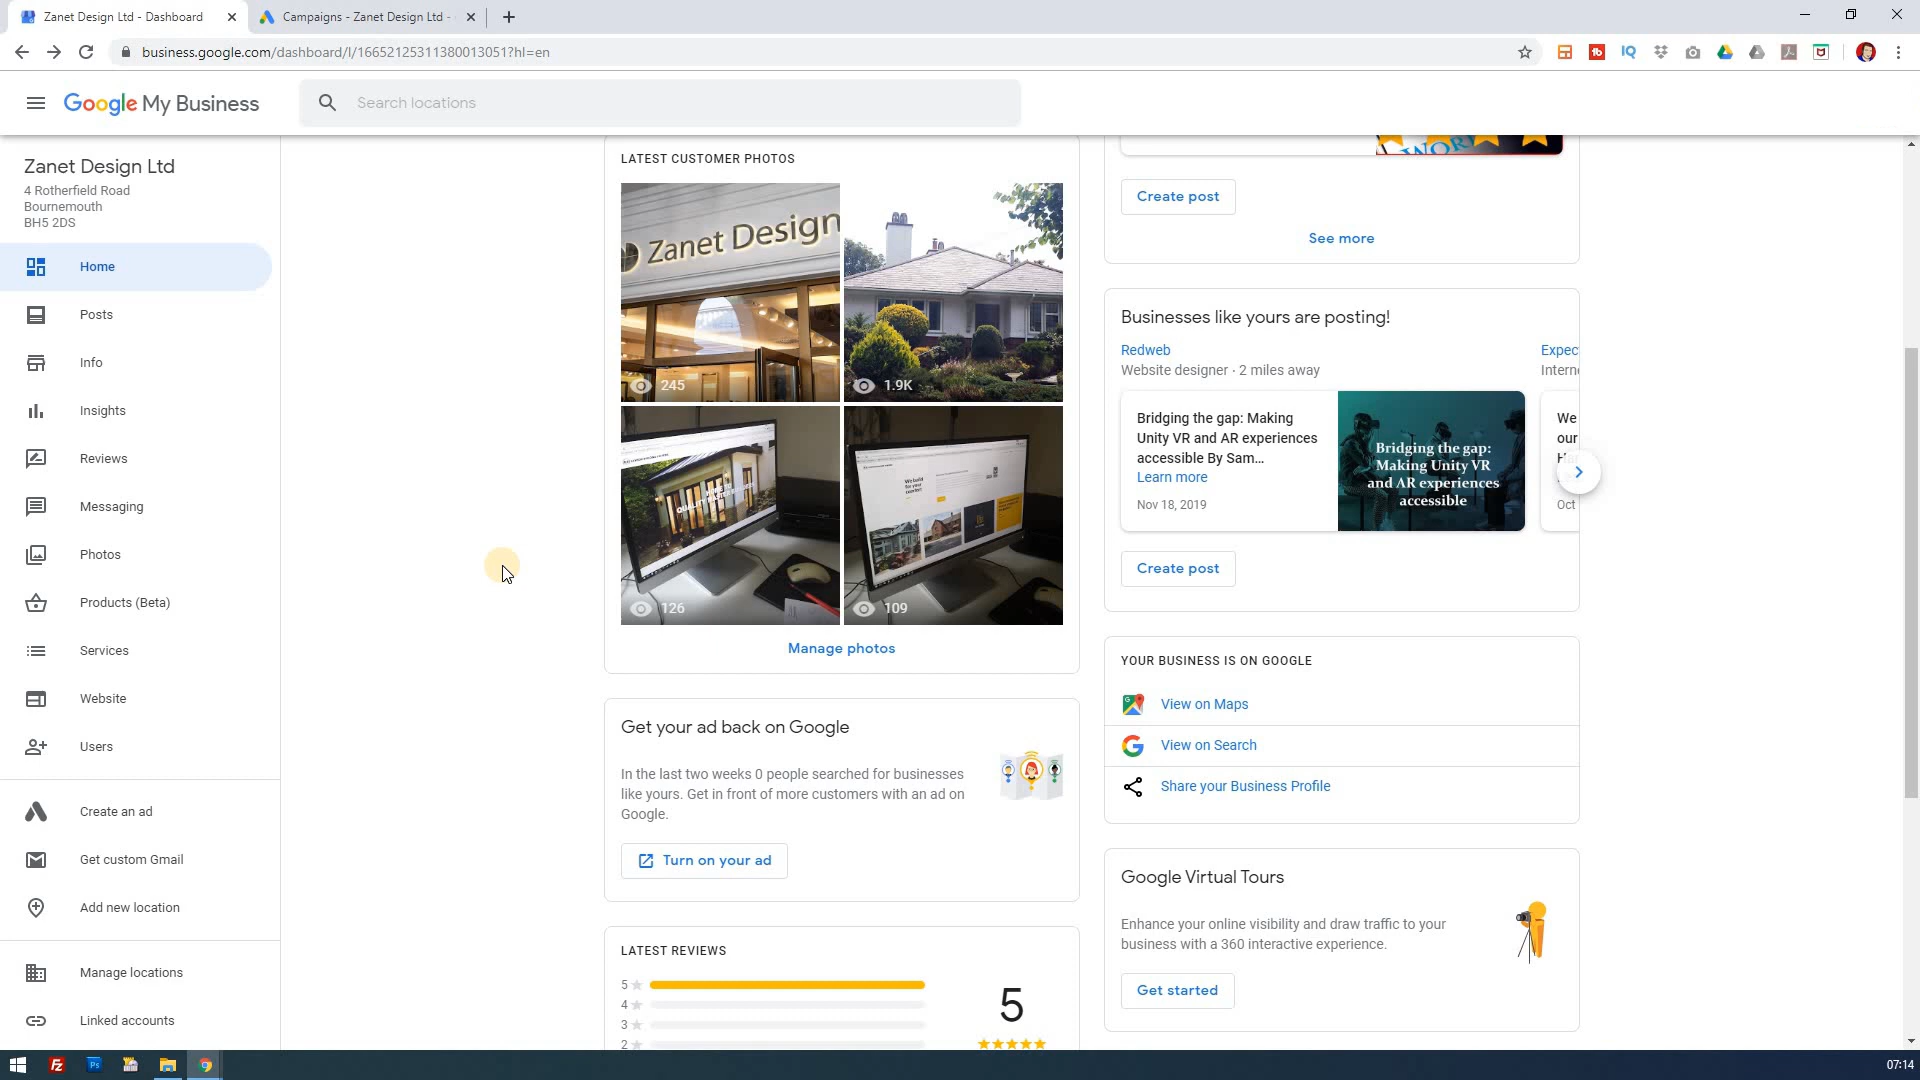 Zanet Design Ltd - Dashboard
Campaigns - Zanet Design Ltd -
business.google.com/dashboard/l/16652125311380013051?hl=en
Google My Business
Search locations
Zanet Design Ltd
4 Rotherfield Road
Bournemouth
BH5 2DS
Home
Posts
Info
Insights
Reviews
Messaging
Photos
Products (Beta)
Services
Website
Users
Create an ad
Get custom Gmail
Add new location
Manage locations
Linked accounts
LATEST CUSTOMER PHOTOS
Zanet Design
245
1.9K
126
109
Manage photos
Get your ad back on Google
In the last two weeks 0 people searched for businesses
like yours. Get in front of more customers with an ad on
Google.
Turn on your ad
LATEST REVIEWS
5
4
3
2
5
WOR
Create post
See more
Businesses like yours are posting!
Redweb
Website designer · 2 miles away
Bridging the gap: Making
Unity VR and AR experiences
accessible By Sam...
Learn more
Nov 18, 2019
Bridging the gap:
Making Unity VR
and AR experiences
accessible
Expec
Interne
We
our
Oct
Create post
YOUR BUSINESS IS ON GOOGLE
View on Maps
View on Search
Share your Business Profile
Google Virtual Tours
Enhance your online visibility and draw traffic to your
business with a 360 interactive experience.
Get started
07:14